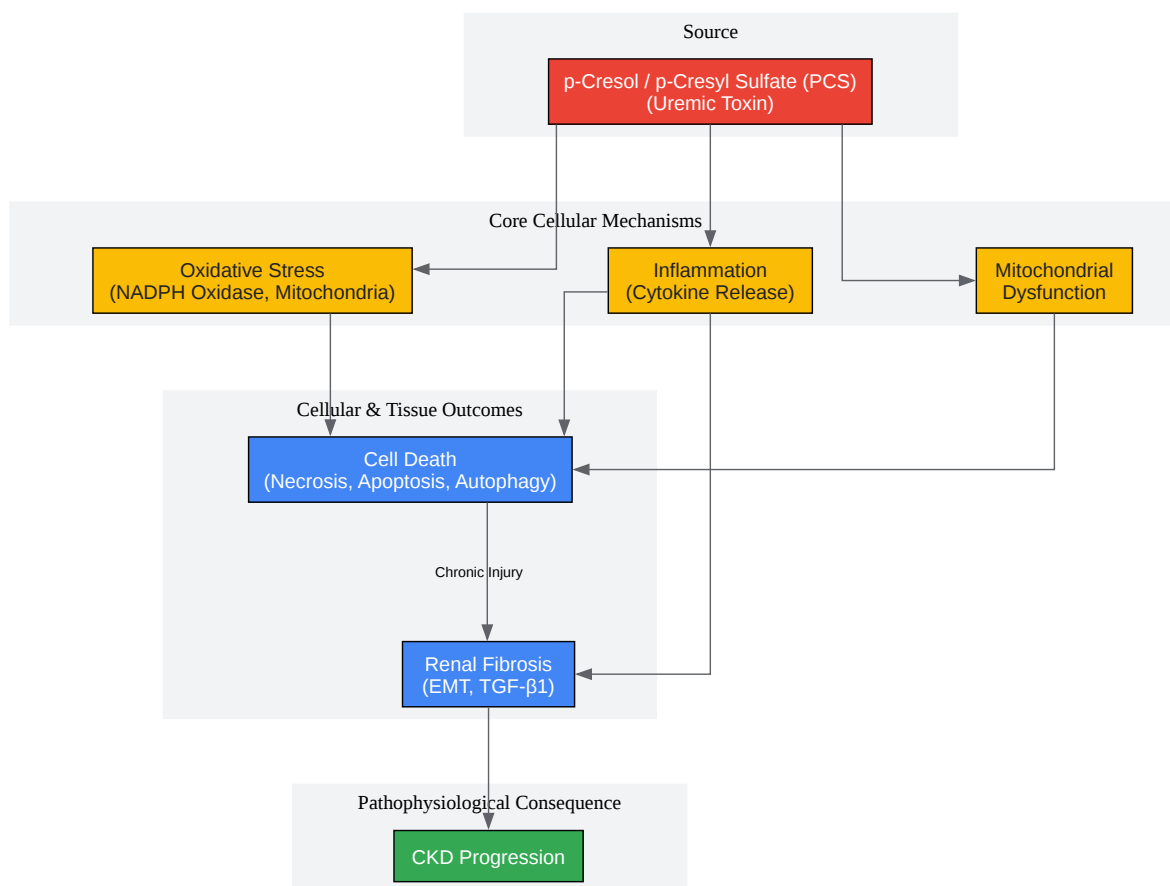 Source
p-Cresol / p-Cresyl Sulfate (PCS)
(Uremic Toxin)
Core Cellular Mechanisms
Oxidative Stress
(NADPH Oxidase, Mitochondria)
Inflammation
(Cytokine Release)
Mitochondrial
Dysfunction
Cellular & Tissue Outcomes
Cell Death
(Necrosis, Apoptosis, Autophagy)
Chronic Injury
Renal Fibrosis
(EMT, TGF-β1)
Pathophysiological Consequence
CKD Progression